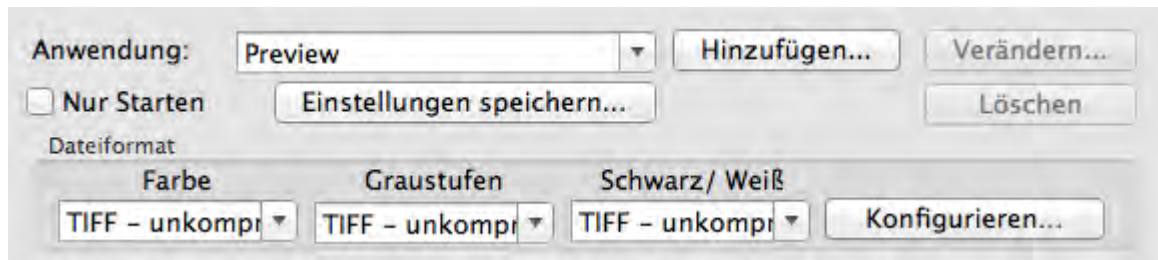 Anwendung: Preview Hinzufügen... Verändern...
Nur Starten Einstellungen speichern... Löschen
Dateiformat
Farbe Graustufen Schwarz/ Weiß
TIFF – unkompr TIFF – unkompr TIFF – unkompr Konfigurieren...